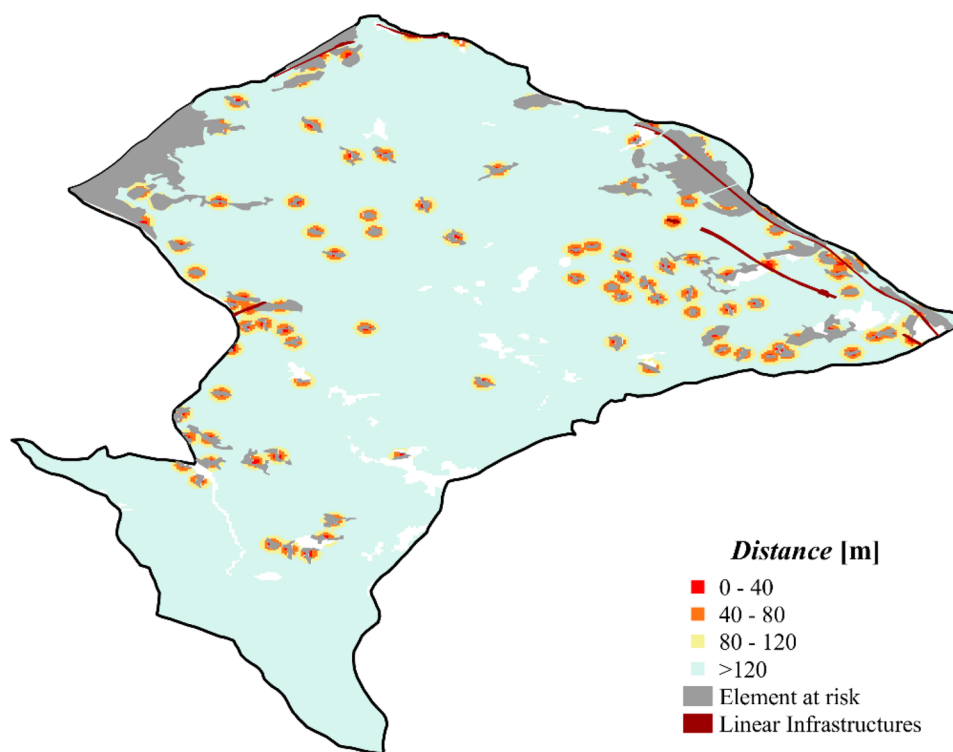 Distance [m]
0 - 40
40 - 80
80 - 120
>120
Element at risk
Linear Infrastructures